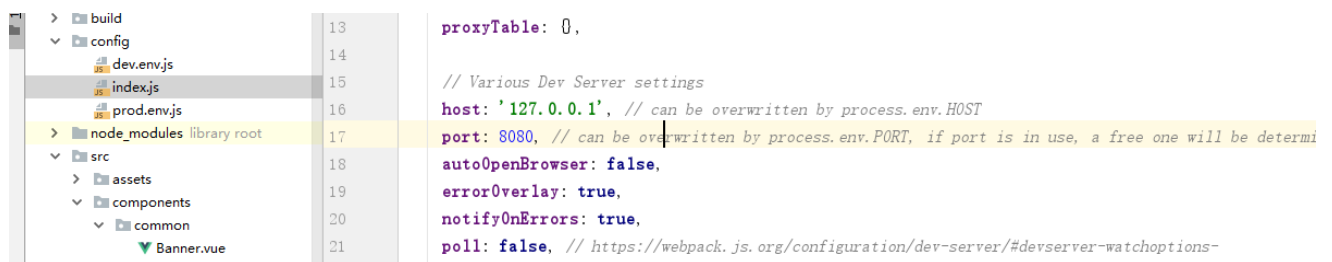 build
config
dev.env.js
index.js
prod.env.js
node_modules library root
src
assets
components
common
Banner.vue
13 proxyTable: {},
14
15 // Various Dev Server settings
16 host: '127.0.0.1', // can be overwritten by process.env.HOST
17 port: 8080, // can be overwritten by process.env.PORT, if port is in use, a free one will be determi
18 autoOpenBrowser: false,
19 errorOverlay: true,
20 notifyOnErrors: true,
21 poll: false, // https://webpack.js.org/configuration/dev-server/#devserver-watchoptions-